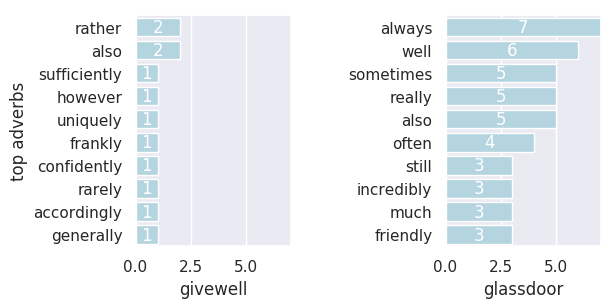 top adverbs
rather 2
also 2
sufficiently 1
however 1
uniquely 1
frankly 1
confidently 1
rarely 1
accordingly 1
generally 1
0.0 2.5 5.0
givewell
always 7
well 6
sometimes 5
really 5
also 5
often 4
still 3
incredibly 3
much 3
friendly 3
0.0 2.5 5.0
glassdoor